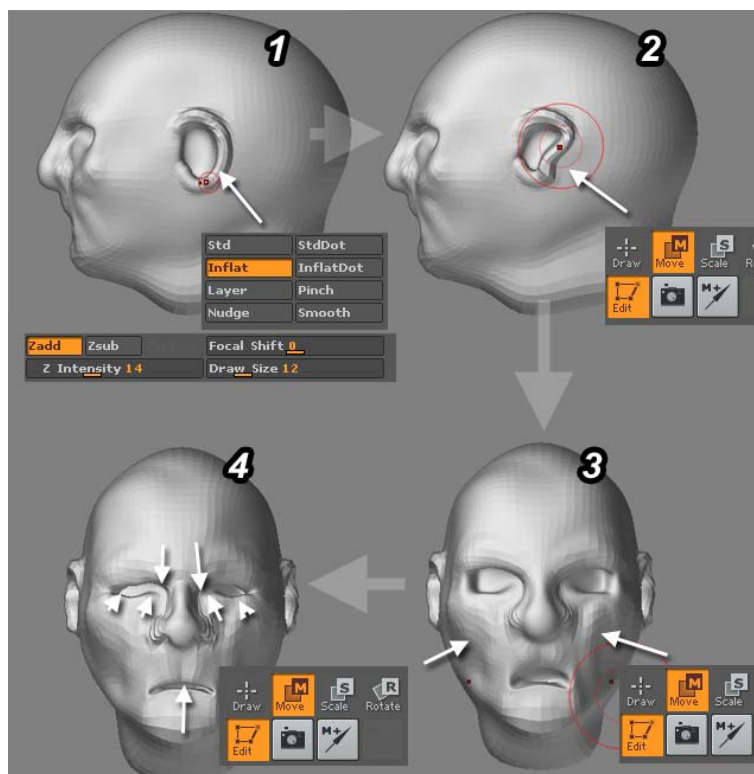 1
Std StdDot
Inflat InflatDot
Layer Pinch
Nudge Smooth
Zadd Zsub Focal Shift 0
Z Intensity 14 Draw Size 12
2
M S
Draw Move Scale
M+
Edit
3
M S
Draw Move Scale
M+
Edit
4
M S R
Draw Move Scale Rotate
M+
Edit